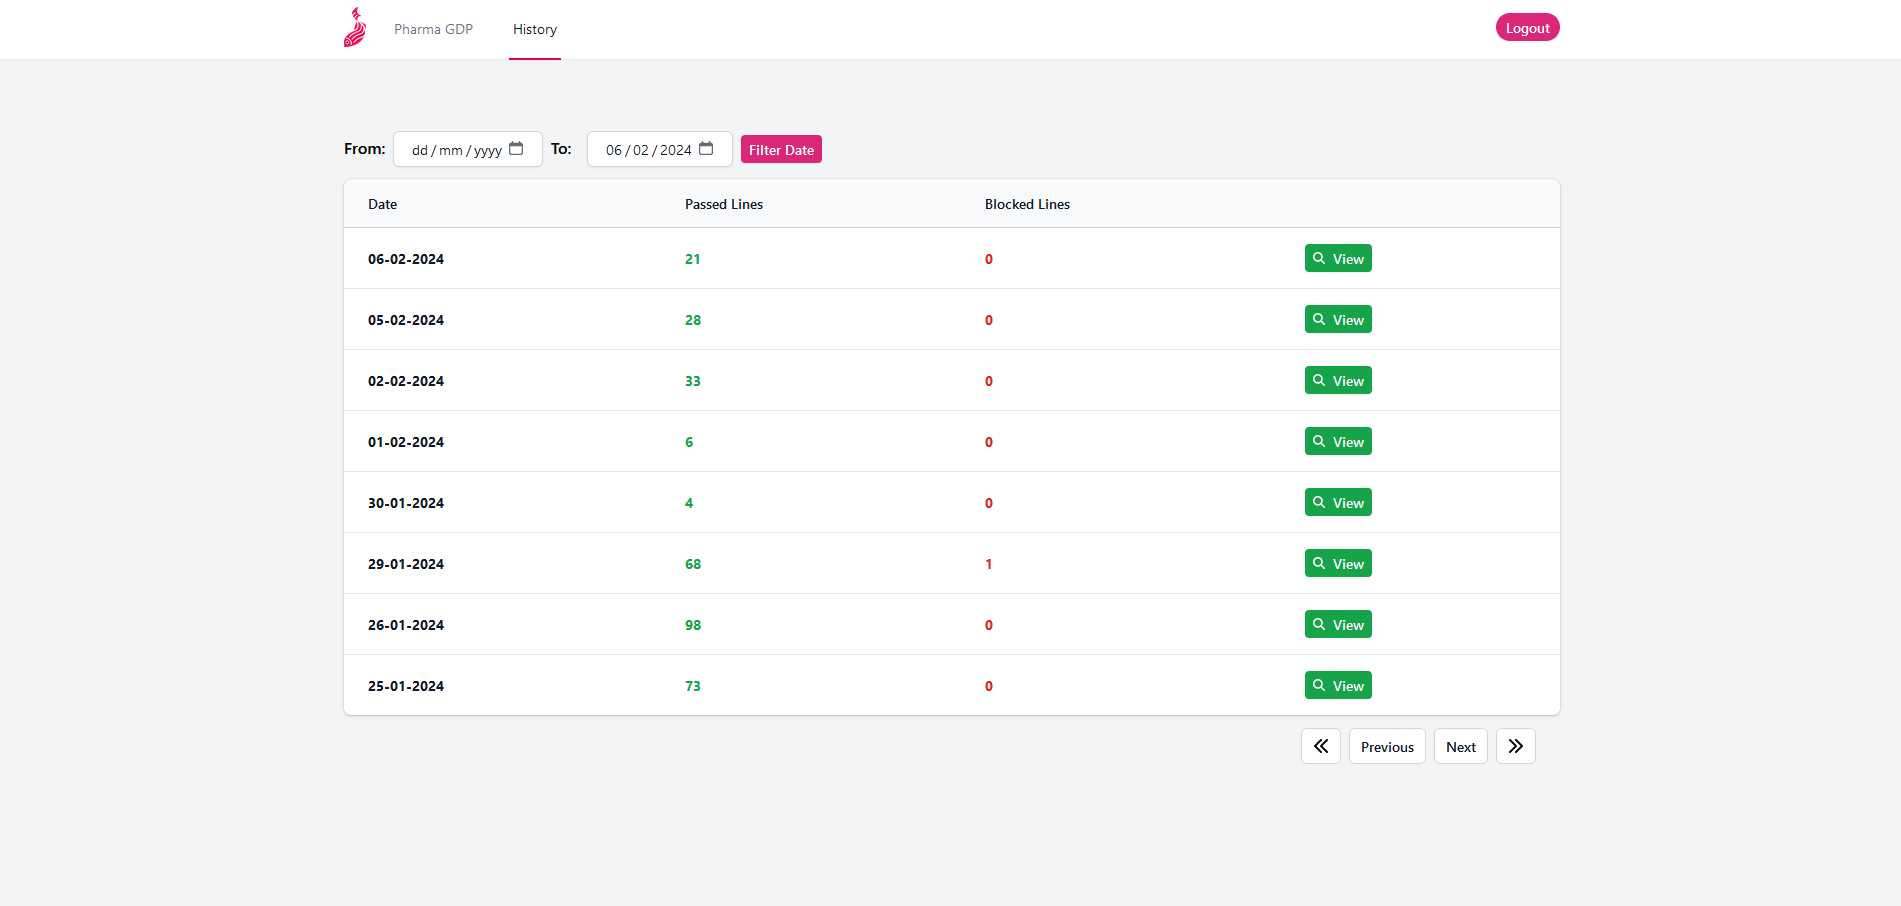 Pharma GDP History Logout
From: dd/mm/yyyy To: 06/02/2024 Filter Date
Date Passed Lines Blocked Lines
06-02-2024 21 0 View
05-02-2024 28 0 View
02-02-2024 33 0 View
01-02-2024 6 0 View
30-01-2024 4 0 View
29-01-2024 68 1 View
26-01-2024 98 0 View
25-01-2024 73 0 View
Previous Next